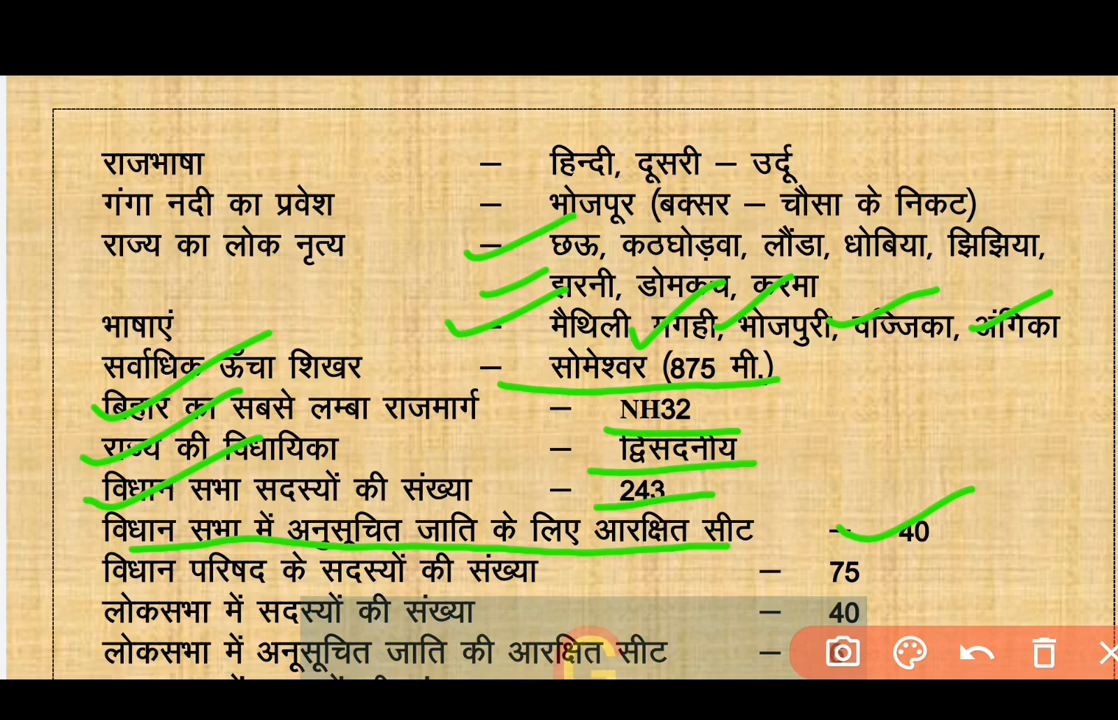 राजभाषा – हिन्दी, दूसरी – उर्दू
गंगा नदी का प्रवेश – भोजपूर (बक्सर – चौसा के निकट)
राज्य का लोक नृत्य – छऊ, कठघोड़वा, लौंडा, धोबिया, झिझिया,
झरनी, डोमकच, करमा
भाषाएं – मैथिली, मगही, भोजपुरी, वज्जिका, अंगिका
सर्वाधिक ऊँचा शिखर – सोमेश्वर (875 मी.)
बिहार का सबसे लम्बा राजमार्ग – NH32
राज्य की विधायिका – द्विसदनीय
विधान सभा सदस्यों की संख्या – 243
विधान सभा में अनुसूचित जाति के लिए आरक्षित सीट – 40
विधान परिषद के सदस्यों की संख्या – 75
लोकसभा में सदस्यों की संख्या – 40
लोकसभा में अनूसूचित जाति की आरक्षित सीट –